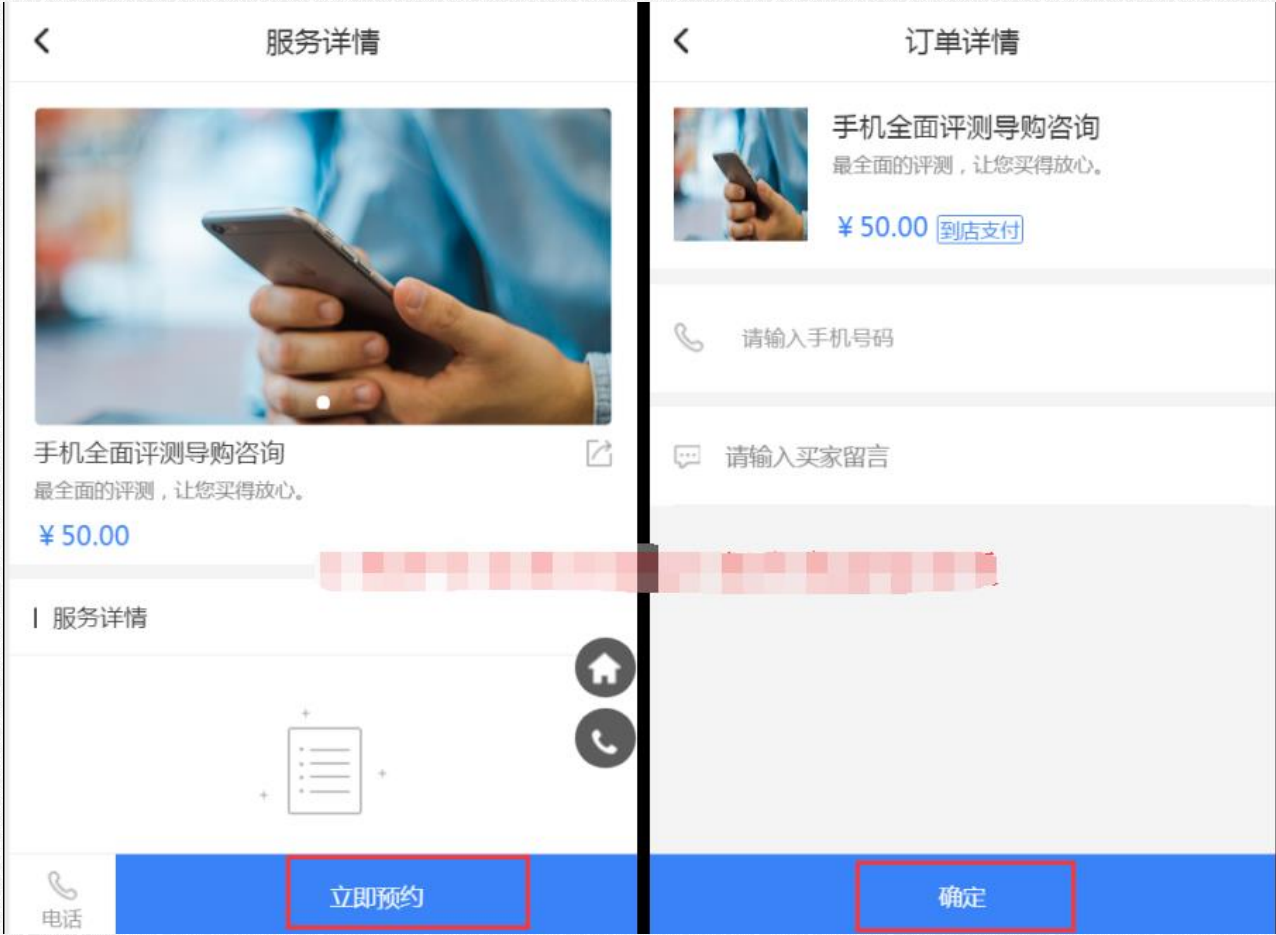 服务详情
手机全面评测导购咨询
最全面的评测，让您买得放心。
¥ 50.00
服务详情
电话
立即预约
订单详情
手机全面评测导购咨询
最全面的评测，让您买得放心。
¥ 50.00 到店支付
请输入手机号码
请输入买家留言
确定